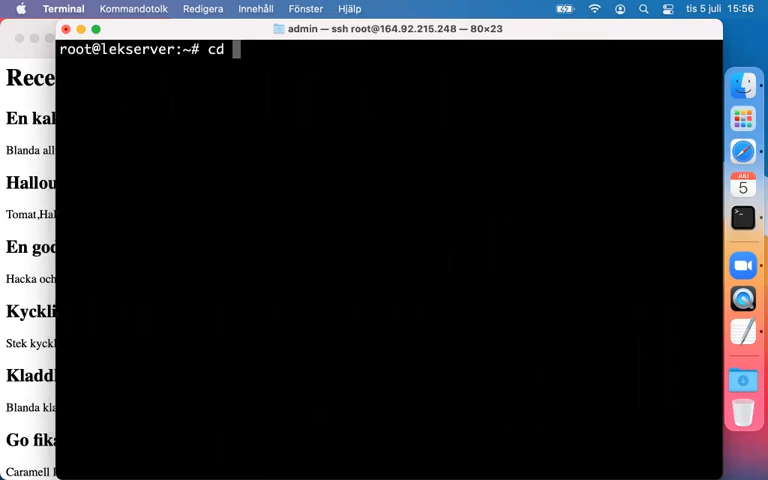 Terminal Kommandotolk Redigera Innehåll Fönster Hjälp tis 5 juli 15:56
admin — ssh root@164.92.215.248 — 80×23
root@lekserver:~# cd
Rece
En kal
Blanda all
Hallou
Tomat,Hal
En god
Hacka och
Kyckli
Stek kyckl
Kladdl
Blanda kla
Go fika
Caramell
JULI
5